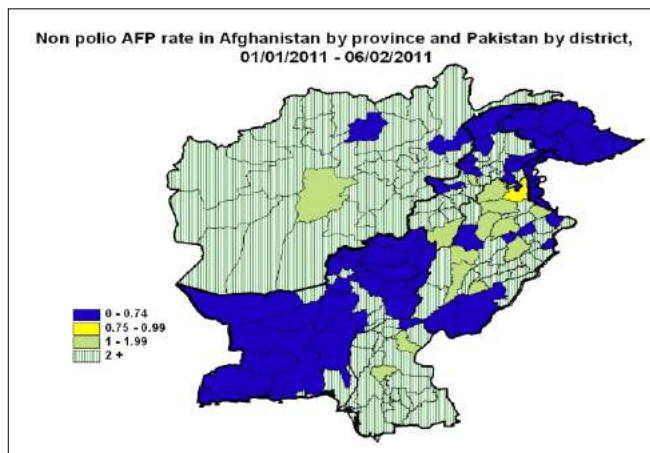 Non polio AFP rate in Afghanistan by province and Pakistan by district,
01/01/2011 - 06/02/2011
0 - 0.74
0.75 - 0.99
1 - 1.99
2 +